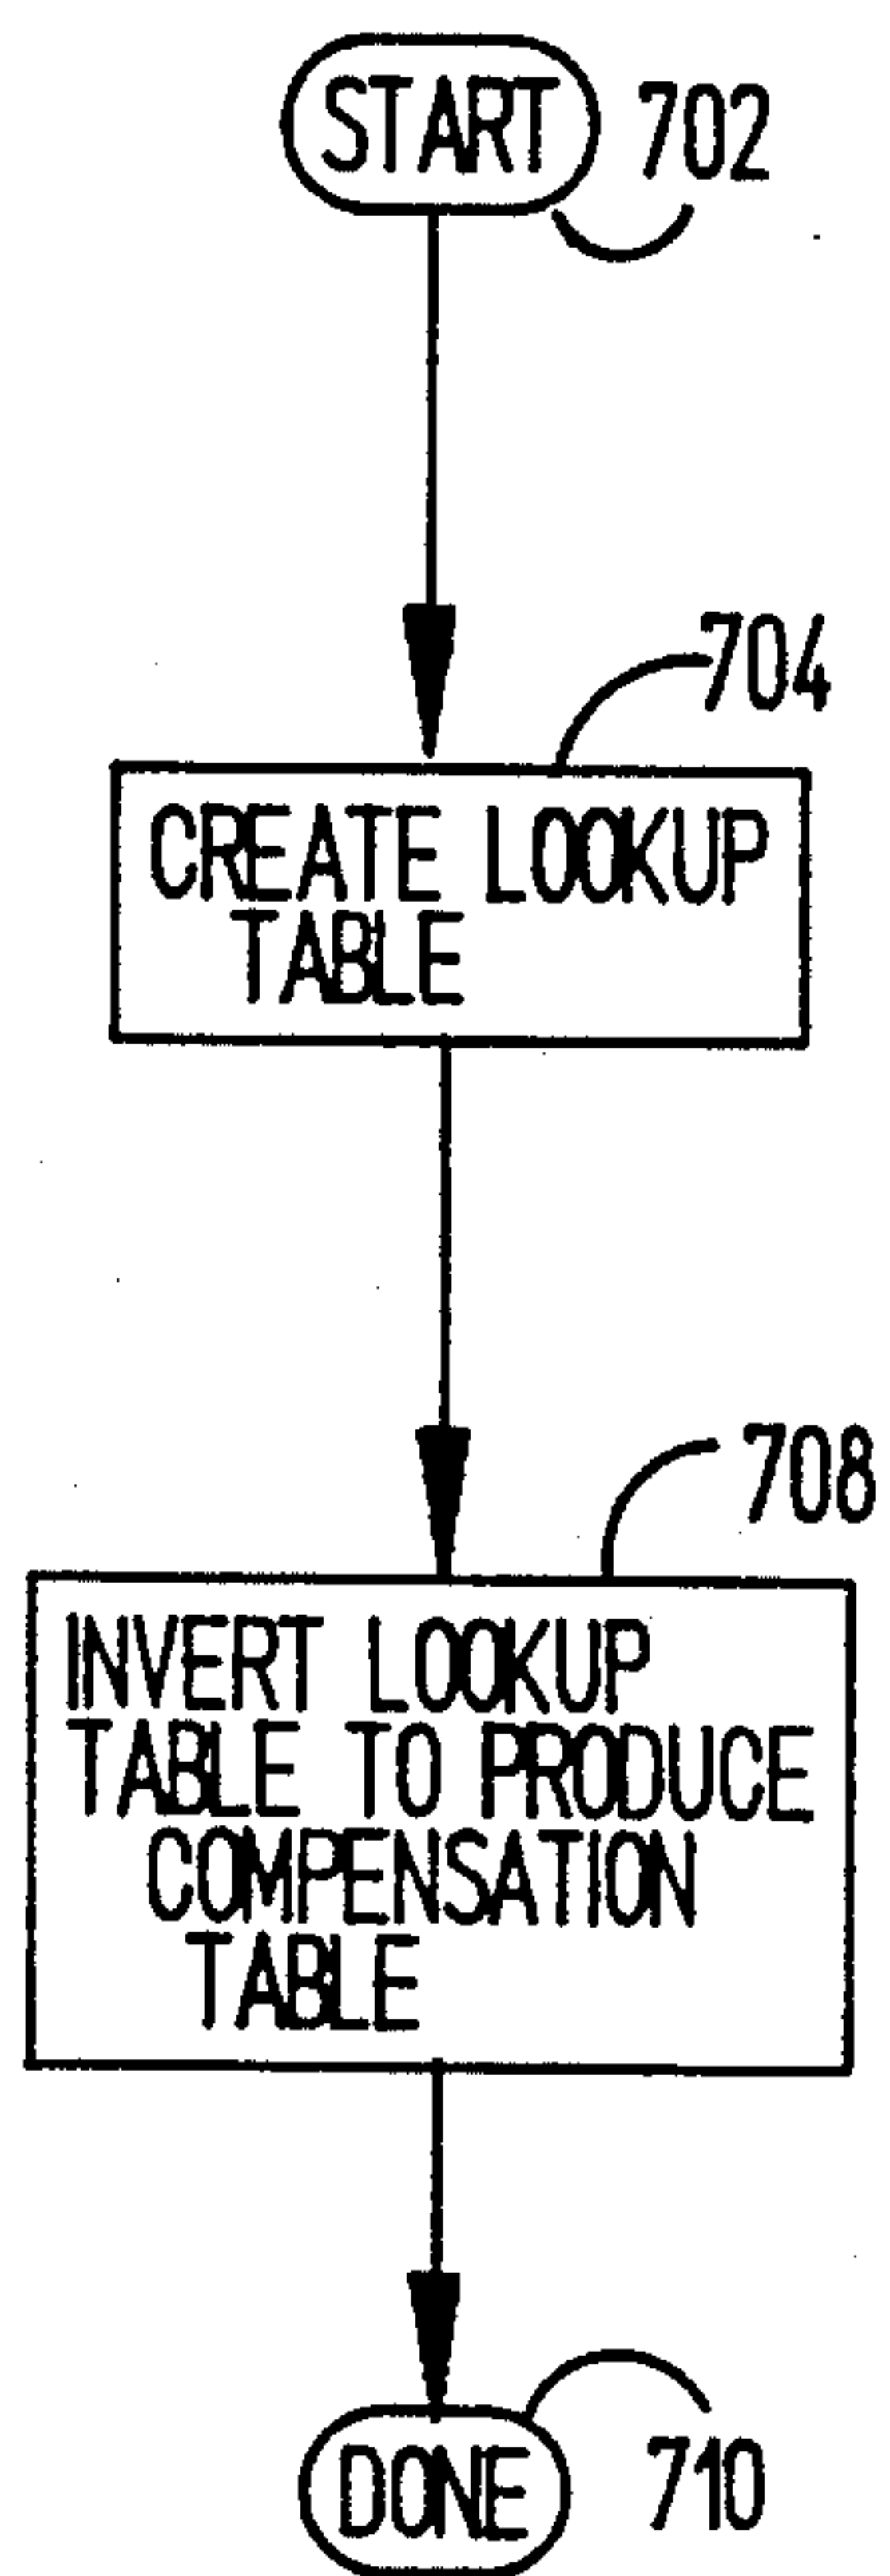 START
702
704
CREATE LOOKUP
TABLE
708
INVERT LOOKUP
TABLE TO PRODUCE
COMPENSATION
TABLE
DONE
710